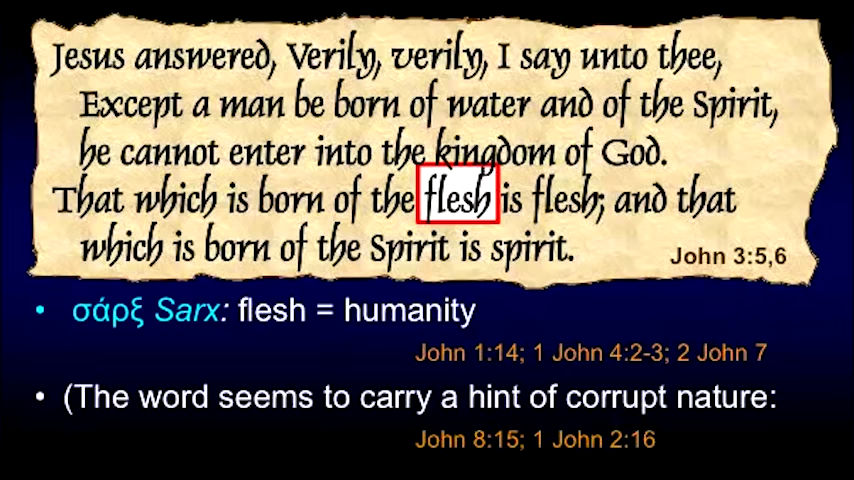 Jesus answered, Verily, verily, I say unto thee,
Except a man be born of water and of the Spirit,
he cannot enter into the kingdom of God.
That which is born of the flesh is flesh; and that
which is born of the Spirit is spirit.
John 3:5,6
• σάρξ Sarx: flesh = humanity
John 1:14; 1 John 4:2-3; 2 John 7
• (The word seems to carry a hint of corrupt nature:
John 8:15; 1 John 2:16